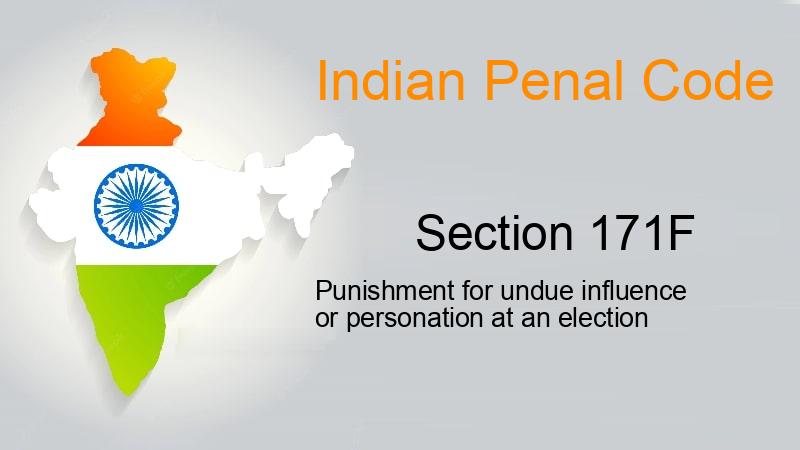 Indian Penal Code
Section 171F
Punishment for undue influence
or personation at an election